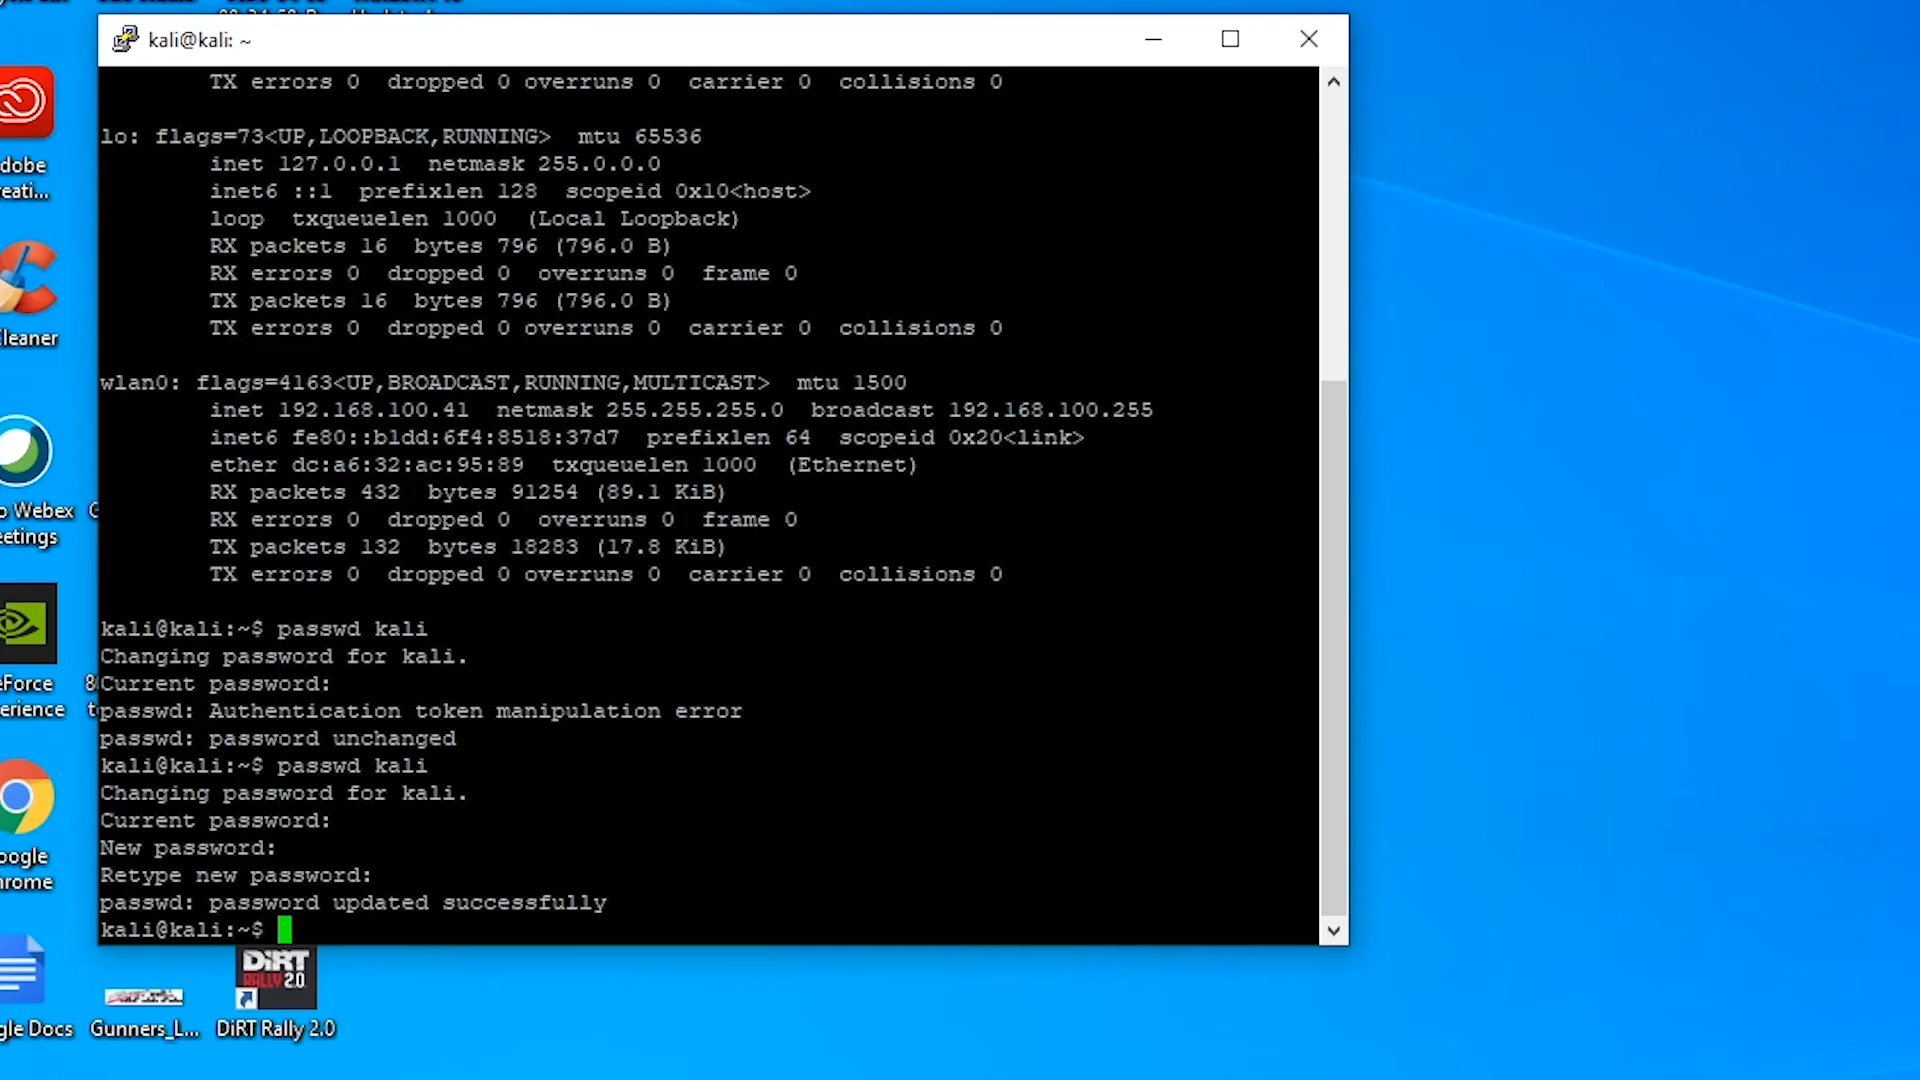 kali@kali: ~
TX errors 0  dropped 0 overruns 0  carrier 0  collisions 0
lo: flags=73<UP,LOOPBACK,RUNNING>  mtu 65536
inet 127.0.0.1  netmask 255.0.0.0
inet6 ::1  prefixlen 128  scopeid 0x10<host>
loop  txqueuelen 1000  (Local Loopback)
RX packets 16  bytes 796 (796.0 B)
RX errors 0  dropped 0  overruns 0  frame 0
TX packets 16  bytes 796 (796.0 B)
TX errors 0  dropped 0 overruns 0  carrier 0  collisions 0
wlan0: flags=4163<UP,BROADCAST,RUNNING,MULTICAST>  mtu 1500
inet 192.168.100.41  netmask 255.255.255.0  broadcast 192.168.100.255
inet6 fe80::b1dd:6f4:8518:37d7  prefixlen 64  scopeid 0x20<link>
ether dc:a6:32:ac:95:89  txqueuelen 1000  (Ethernet)
RX packets 432  bytes 91254 (89.1 KiB)
RX errors 0  dropped 0  overruns 0  frame 0
TX packets 132  bytes 18283 (17.8 KiB)
TX errors 0  dropped 0 overruns 0  carrier 0  collisions 0
kali@kali:~$ passwd kali
Changing password for kali.
Current password:
passwd: Authentication token manipulation error
passwd: password unchanged
kali@kali:~$ passwd kali
Changing password for kali.
Current password:
New password:
Retype new password:
passwd: password updated successfully
kali@kali:~$
dobe
reati...
leaner
o Webex
eetings
eForce
erience
oogle
hrome
gle Docs
Gunners_L...
DiRT
RALLY 2.0
DiRT Rally 2.0